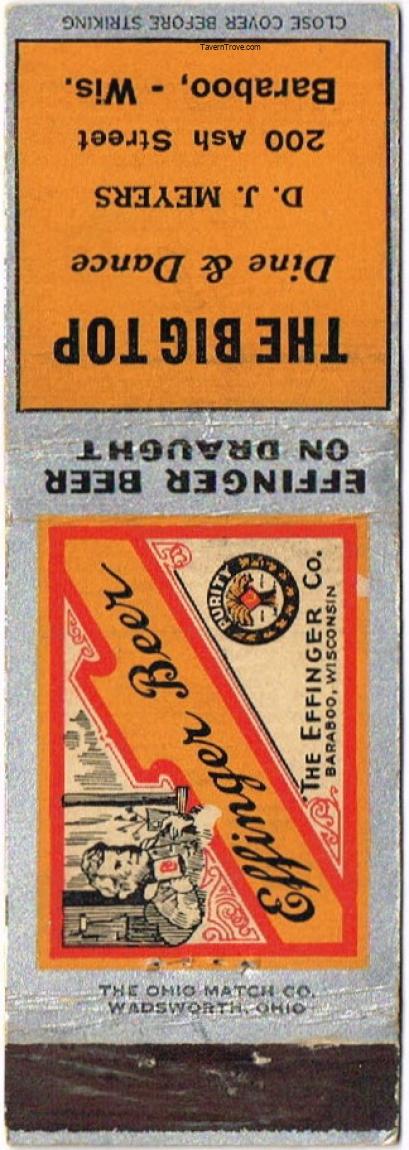 CLOSE COVER BEFORE STRIKING
TavernTrove.com
THE BIG TOP
Dine & Dance
D. J. MEYERS
200 Ash Street
Baraboo, - Wis.
EFFINGER BEER
ON DRAUGHT
Effinger Beer
PURITY
THE EFFINGER CO.
BARABOO, WISCONSIN
THE OHIO MATCH CO.
WADSWORTH, OHIO